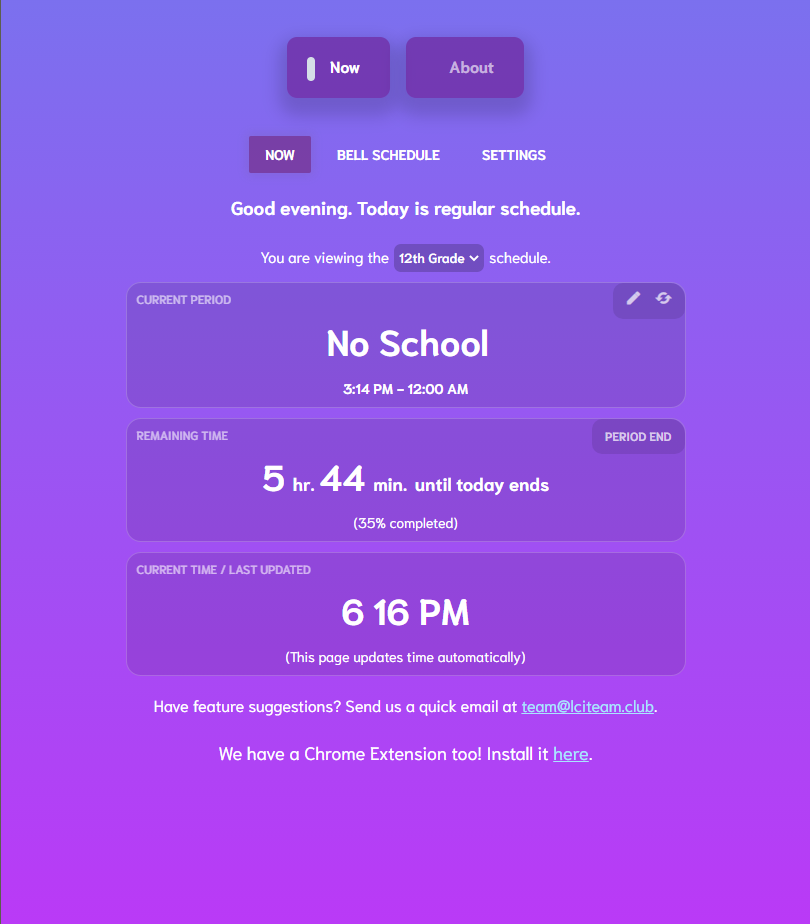 Now
About
NOW
BELL SCHEDULE
SETTINGS
Good evening. Today is regular schedule.
You are viewing the 12th Grade schedule.
CURRENT PERIOD
No School
3:14 PM – 12:00 AM
REMAINING TIME
PERIOD END
5 hr. 44 min. until today ends
(35% completed)
CURRENT TIME / LAST UPDATED
6 16 PM
(This page updates time automatically)
Have feature suggestions? Send us a quick email at team@lciteam.club.
We have a Chrome Extension too! Install it here.